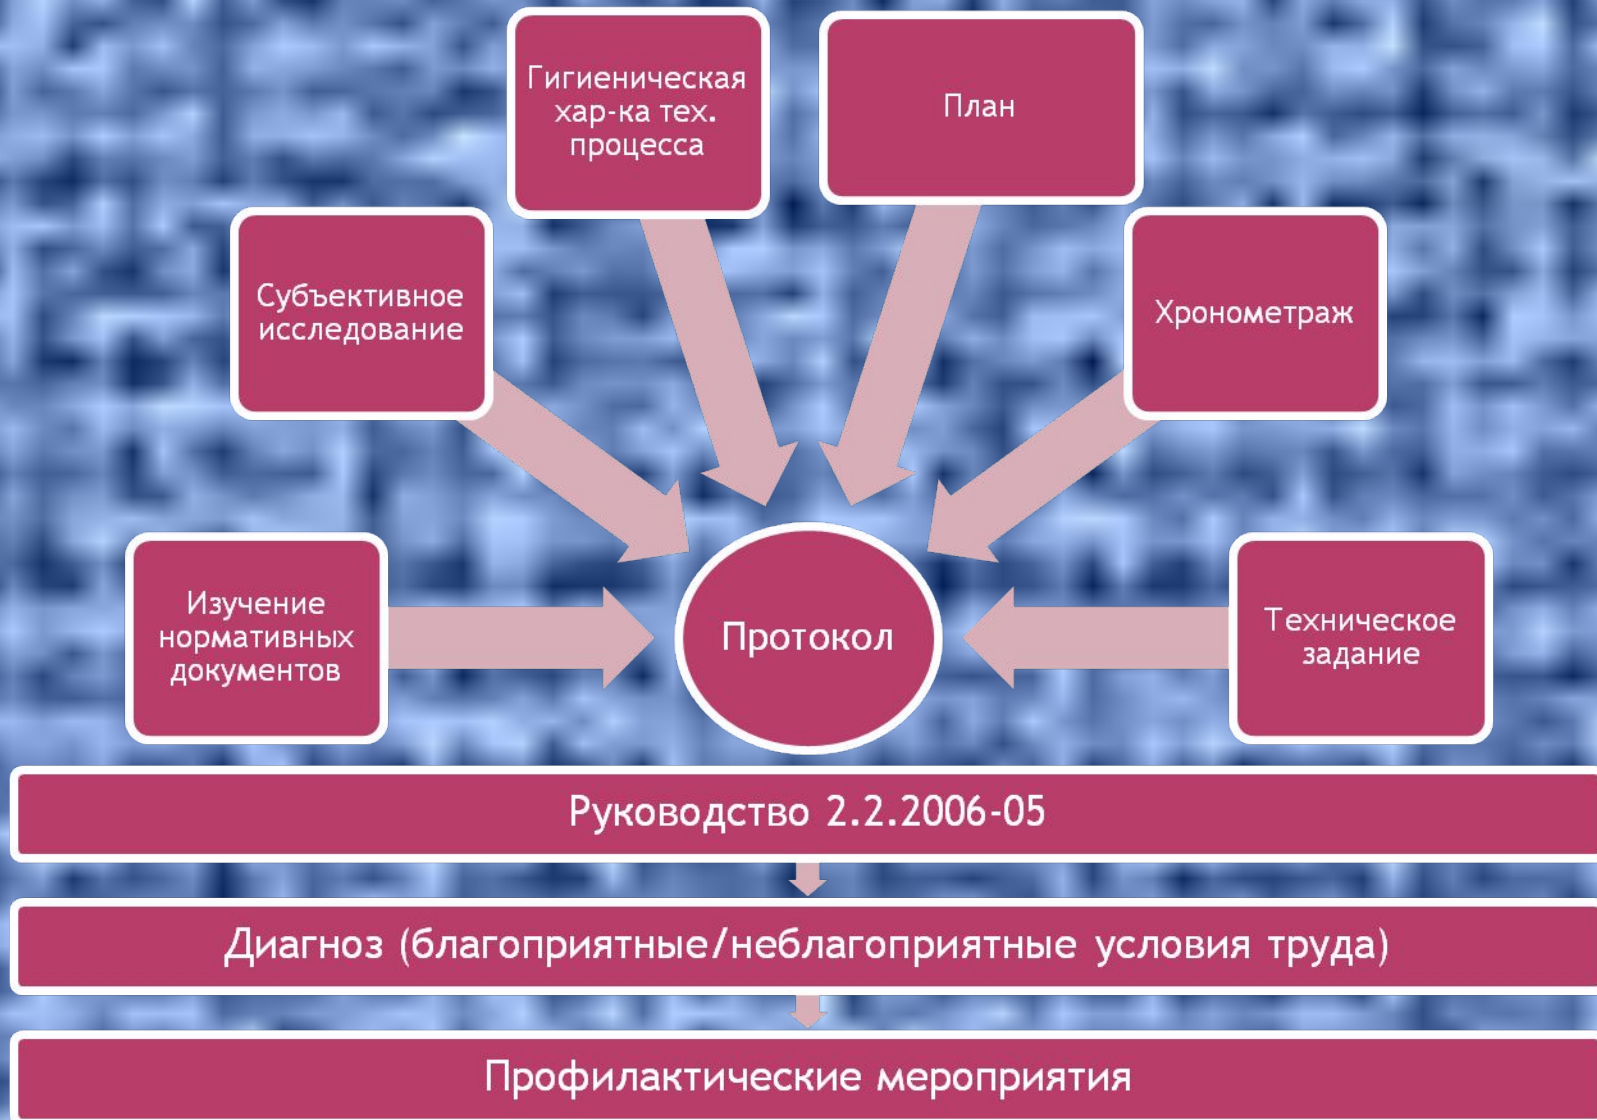 Гигиеническая
хар-ка тех.
процесса
План
Субъективное
исследование
Хронометраж
Изучение
нормативных
документов
Протокол
Техническое
задание
Руководство 2.2.2006-05
Диагноз (благоприятные/неблагоприятные условия труда)
Профилактические мероприятия